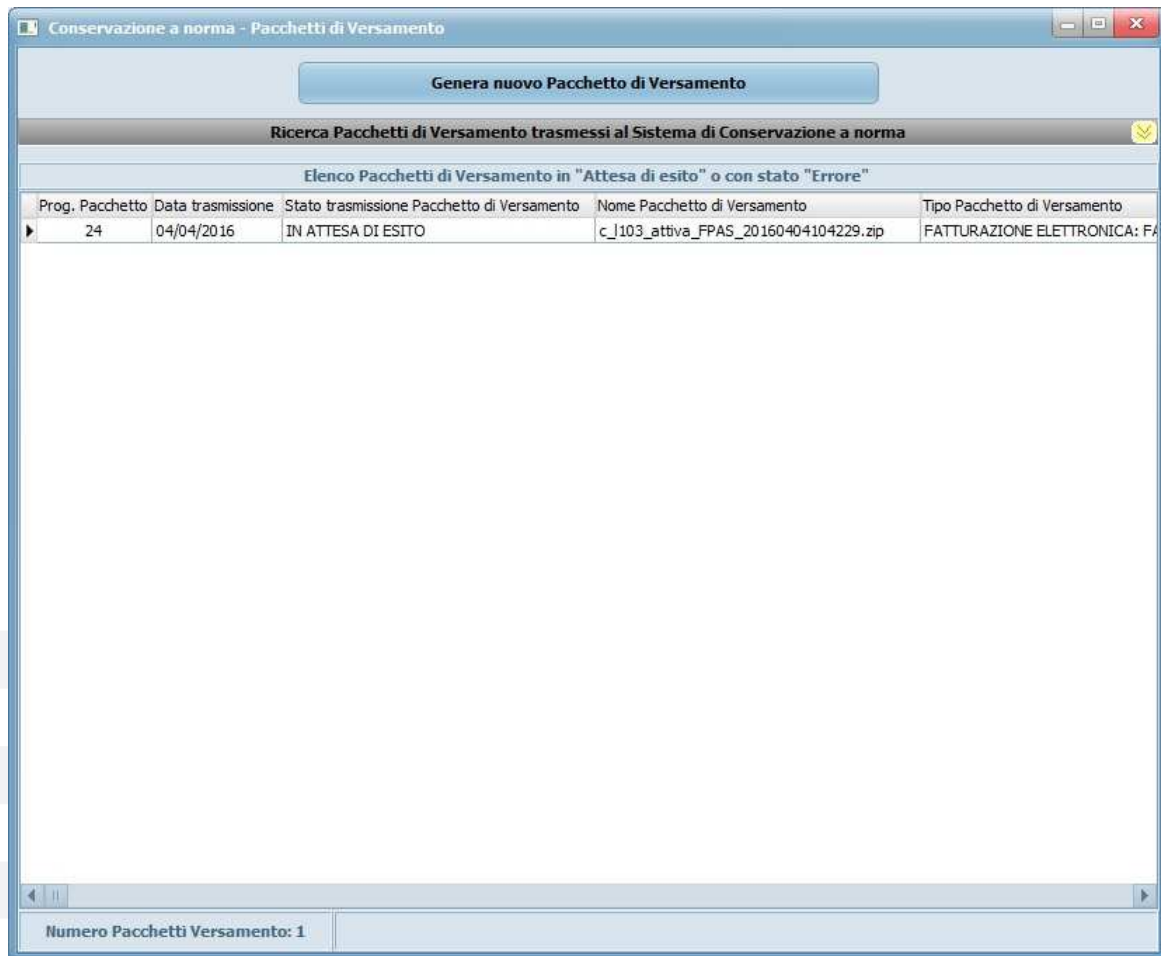 Conservazione a norma - Pacchetti di Versamento
Genera nuovo Pacchetto di Versamento
Ricerca Pacchetti di Versamento trasmessi al Sistema di Conservazione a norma
Elenco Pacchetti di Versamento in "Attesa di esito" o con stato "Errore"
Prog. Pacchetto Data trasmissione Stato trasmissione Pacchetto di Versamento Nome Pacchetto di Versamento Tipo Pacchetto di Versamento
24 04/04/2016 IN ATTESA DI ESITO c_l103_attiva_FPAS_20160404104229.zip FATTURAZIONE ELETTRONICA: FA
Numero Pacchetti Versamento: 1